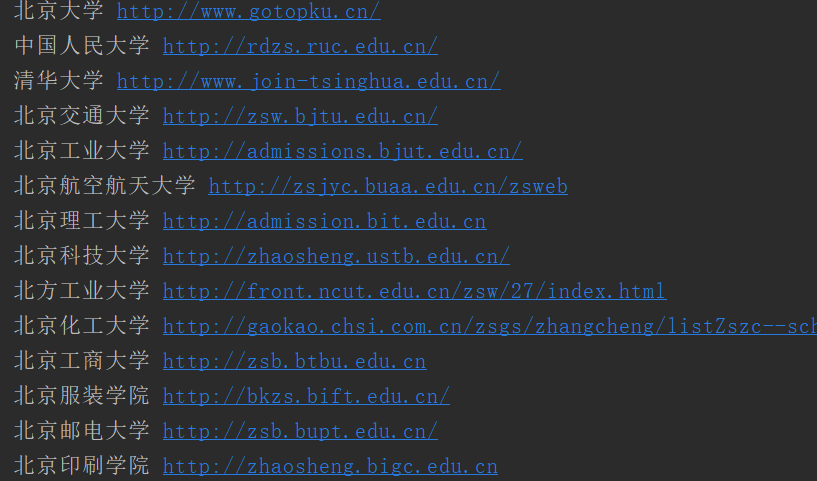 北京大学 http://www.gotopku.cn/
中国人民大学 http://rdzs.ruc.edu.cn/
清华大学 http://www.join-tsinghua.edu.cn/
北京交通大学 http://zsw.bjtu.edu.cn/
北京工业大学 http://admissions.bjut.edu.cn/
北京航空航天大学 http://zsjyc.buaa.edu.cn/zsweb
北京理工大学 http://admission.bit.edu.cn
北京科技大学 http://zhaosheng.ustb.edu.cn/
北方工业大学 http://front.ncut.edu.cn/zsw/27/index.html
北京化工大学 http://gaokao.chsi.com.cn/zsgs/zhangcheng/listZszc--sch
北京工商大学 http://zsb.btbu.edu.cn
北京服装学院 http://bkzs.bift.edu.cn/
北京邮电大学 http://zsb.bupt.edu.cn/
北京印刷学院 http://zhaosheng.bigc.edu.cn